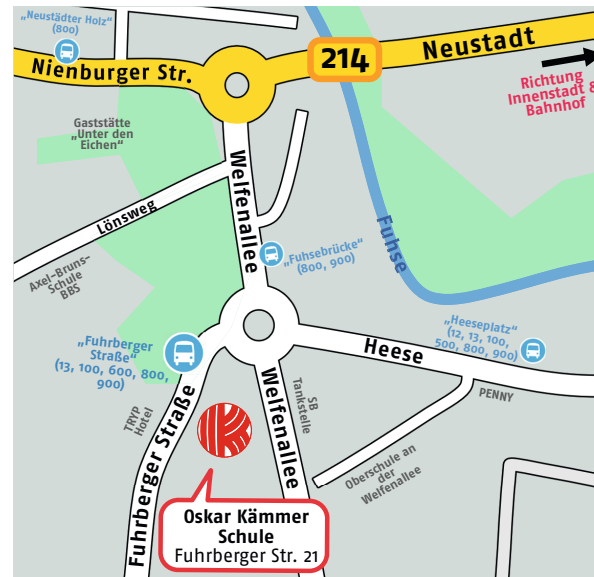 „Neustädter Holz“
(800)
Nienburger Str.
214
Neustadt
Richtung
Innenstadt &
Bahnhof
Gaststätte
„Unter den
Eichen“
Welfenallee
Lönsweg
Fuhse
Axel-Bruns-
Schule
BBS
„Fuhsebrücke“
(800, 900)
„Fuhrberger
Straße“
(13, 100, 600, 800,
900)
„Heeseplatz“
(12, 13, 100,
500, 800, 900)
Heese
TRYP
Hotel
Fuhrberger Straße
Welfenallee
SB
Tankstelle
PENNY
Oberschule an
der
Welfenallee
Oskar Kämmer
Schule
Fuhrberger Str. 21